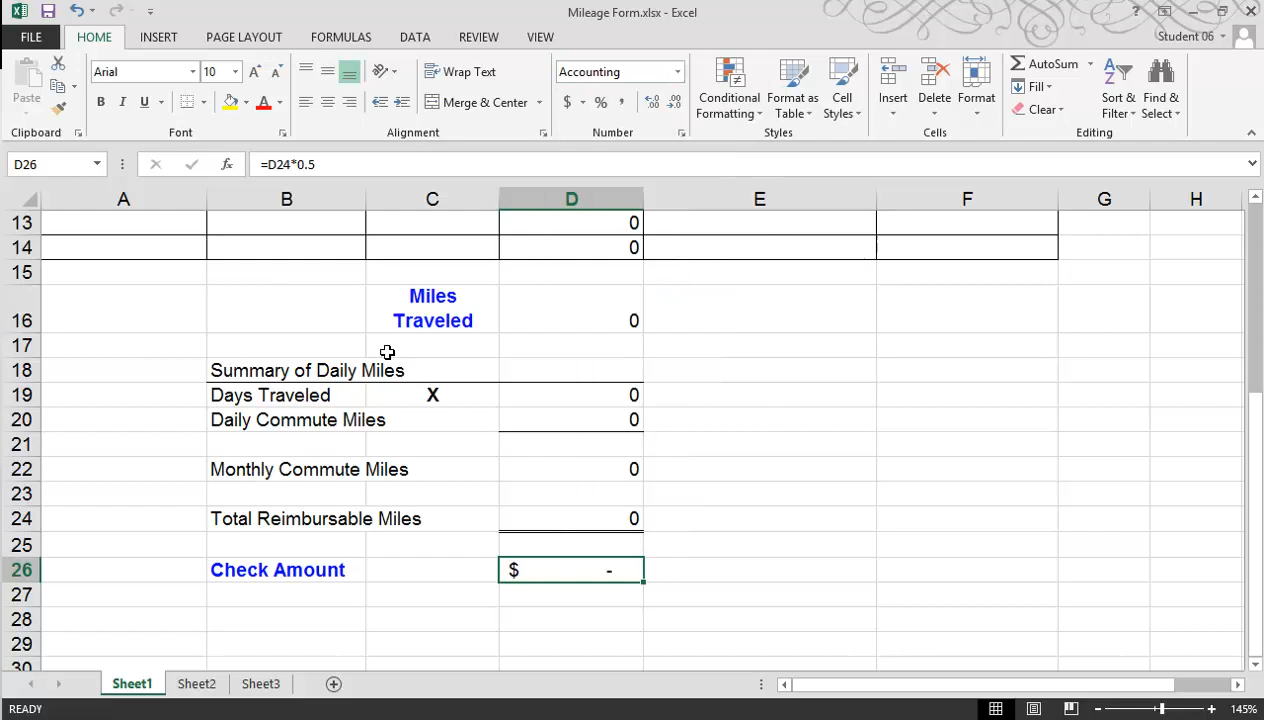 Mileage Form.xlsx - Excel
?
FILE HOME INSERT PAGE LAYOUT FORMULAS DATA REVIEW VIEW Student 06
Paste
Clipboard
Arial 10
B I U A
Font
Wrap Text
Merge & Center
Alignment
Accounting
$ % ,
Number
Conditional Formatting
Format as Table
Cell Styles
Styles
Insert Delete Format
Cells
AutoSum
Fill
Clear
Sort & Filter
Find & Select
Editing
D26 fx =D24*0.5
A B C D E F G H
13 0
14 0
15
Miles
16 Traveled 0
17
18 Summary of Daily Miles
19 Days Traveled X 0
20 Daily Commute Miles 0
21
22 Monthly Commute Miles 0
23
24 Total Reimbursable Miles 0
25
26 Check Amount $ -
27
28
29
30
Sheet1 Sheet2 Sheet3
READY 145%